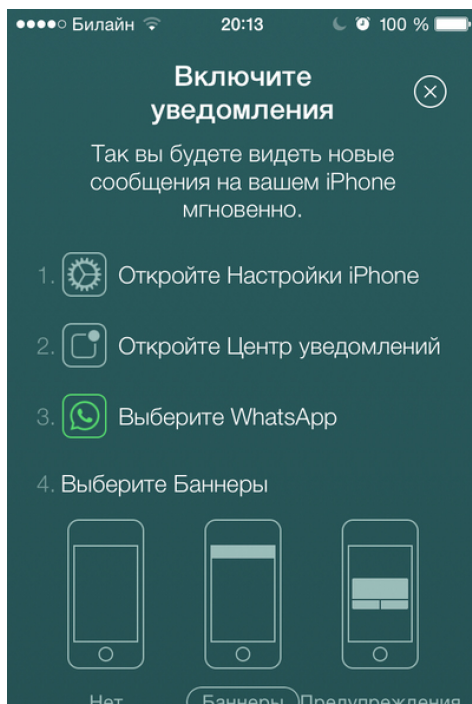 Билайн 20:13 100 %
Включите
уведомления
Так вы будете видеть новые
сообщения на вашем iPhone
мгновенно.
1. Откройте Настройки iPhone
2. Откройте Центр уведомлений
3. Выберите WhatsApp
4. Выберите Баннеры
Нет Баннеры Предупреждения